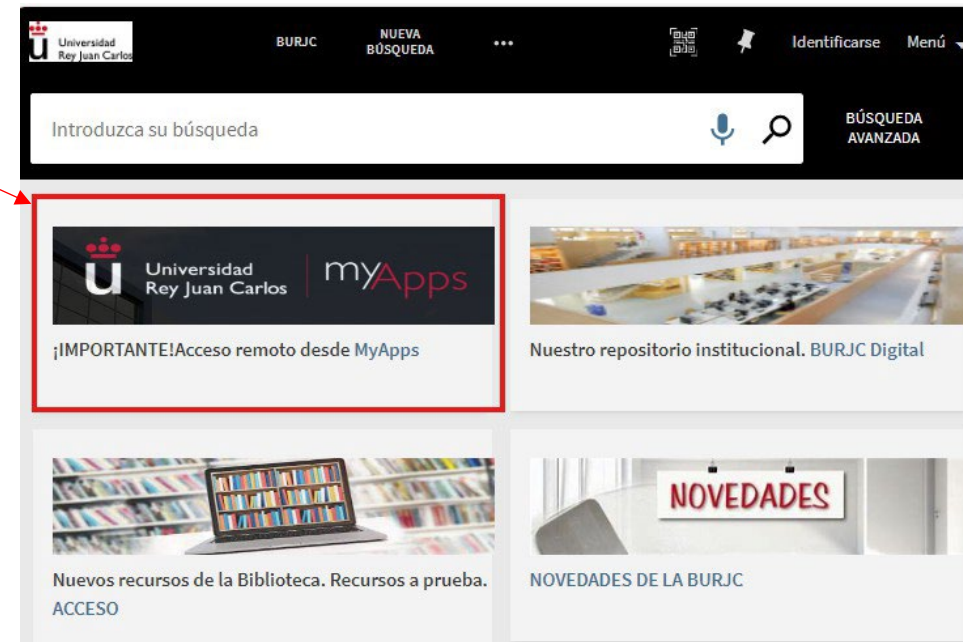 Universidad
Rey Juan Carlos
BURJC
NUEVA
BÚSQUEDA
Identificarse
Menú
Introduzca su búsqueda
BÚSQUEDA
AVANZADA
Universidad
Rey Juan Carlos
myApps
¡IMPORTANTE!Acceso remoto desde MyApps
Nuestro repositorio institucional. BURJC Digital
NOVEDADES
Nuevos recursos de la Biblioteca. Recursos a prueba.
ACCESO
NOVEDADES DE LA BURJC